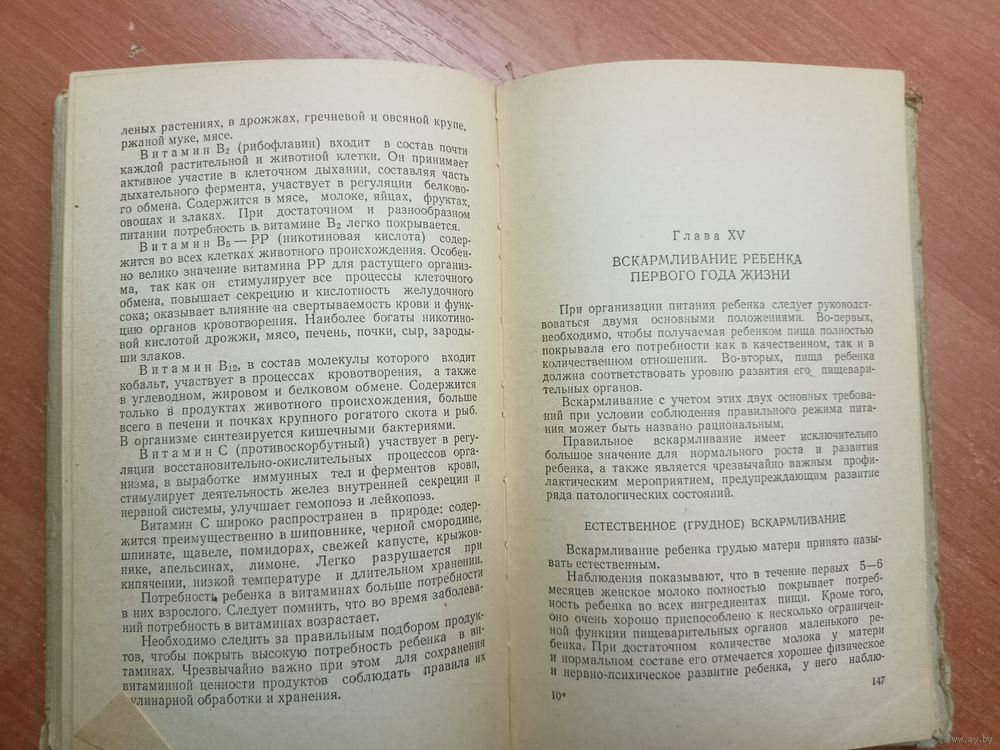 леных растениях, в дрожжах, гречневой и овсяной крупе,
ржаной муке, мясе.
Витамин В₂ (рибофлавин) входит в состав почти
каждой растительной и животной клетки. Он принимает
активное участие в клеточном дыхании, составляя часть
дыхательного фермента, участвует в регуляции белково-
го обмена. Содержится в мясе, молоке, яйцах, фруктах,
овощах и злаках. При достаточном и разнообразном
питании потребность в витамине В₂ легко покрывается.
Витамин В₅ — РР (никотиновая кислота) содер-
жится во всех клетках животного происхождения. Особен-
но велико значение витамина РР для растущего организ-
ма, так как он стимулирует все процессы клеточного
обмена, повышает секрецию и кислотность желудочного
сока; оказывает влияние на свертываемость крови и функ-
цию органов кроветворения. Наиболее богаты никотино-
вой кислотой дрожжи, мясо, печень, почки, сыр, зароды-
ши злаков.
Витамин В₁₂, в состав молекулы которого входит
кобальт, участвует в процессах кроветворения, а также
в углеводном, жировом и белковом обмене. Содержится
только в продуктах животного происхождения, больше
всего в печени и почках крупного рогатого скота и рыб.
В организме синтезируется кишечными бактериями.
Витамин С (противоскорбутный) участвует в регу-
ляции восстановительно-окислительных процессов орга-
низма, в выработке иммунных тел и ферментов крови,
стимулирует деятельность желез внутренней секреции и
нервной системы, улучшает гемопоэз и лейкопоэз.
Витамин С широко распространен в природе: содер-
жится преимущественно в шиповнике, черной смородине,
шпинате, щавеле, помидорах, свежей капусте, крыжов-
нике, апельсинах, лимоне. Легко разрушается при
кипячении, низкой температуре и длительном хранении.
Потребность ребенка в витаминах больше потребности
в них взрослого. Следует помнить, что во время заболева-
ний потребность в витаминах возрастает.
Необходимо следить за правильным подбором продук-
тов, чтобы покрыть высокую потребность ребенка в ви-
таминах. Чрезвычайно важно при этом для сохранения
витаминной ценности продуктов соблюдать правила их
кулинарной обработки и хранения.
Глава XV
ВСКАРМЛИВАНИЕ РЕБЕНКА
ПЕРВОГО ГОДА ЖИЗНИ
При организации питания ребенка следует руководст-
воваться двумя основными положениями. Во-первых,
необходимо, чтобы получаемая ребенком пища полностью
покрывала его потребности как в качественном, так и в
количественном отношении. Во-вторых, пища ребенка
должна соответствовать уровню развития его пищевари-
тельных органов.
Вскармливание с учетом этих двух основных требова-
ний при условии соблюдения правильного режима пита-
ния может быть названо рациональным.
Правильное вскармливание имеет исключительно
большое значение для нормального роста и развития
ребенка, а также является чрезвычайно важным профи-
лактическим мероприятием, предупреждающим развитие
ряда патологических состояний.
ЕСТЕСТВЕННОЕ (ГРУДНОЕ) ВСКАРМЛИВАНИЕ
Вскармливание ребенка грудью матери принято назы-
вать естественным.
Наблюдения показывают, что в течение первых 5—6
месяцев женское молоко полностью покрывает потреб-
ность ребенка во всех ингредиентах пищи. Кроме того,
оно очень хорошо приспособлено к несколько ограничен-
ной функции пищеварительных органов маленького ре-
бенка. При достаточном количестве молока у матери
и нормальном составе его отмечается хорошее физическое
и нервно-психическое развитие ребенка, у него наблю-
10*
147
www.ay.by